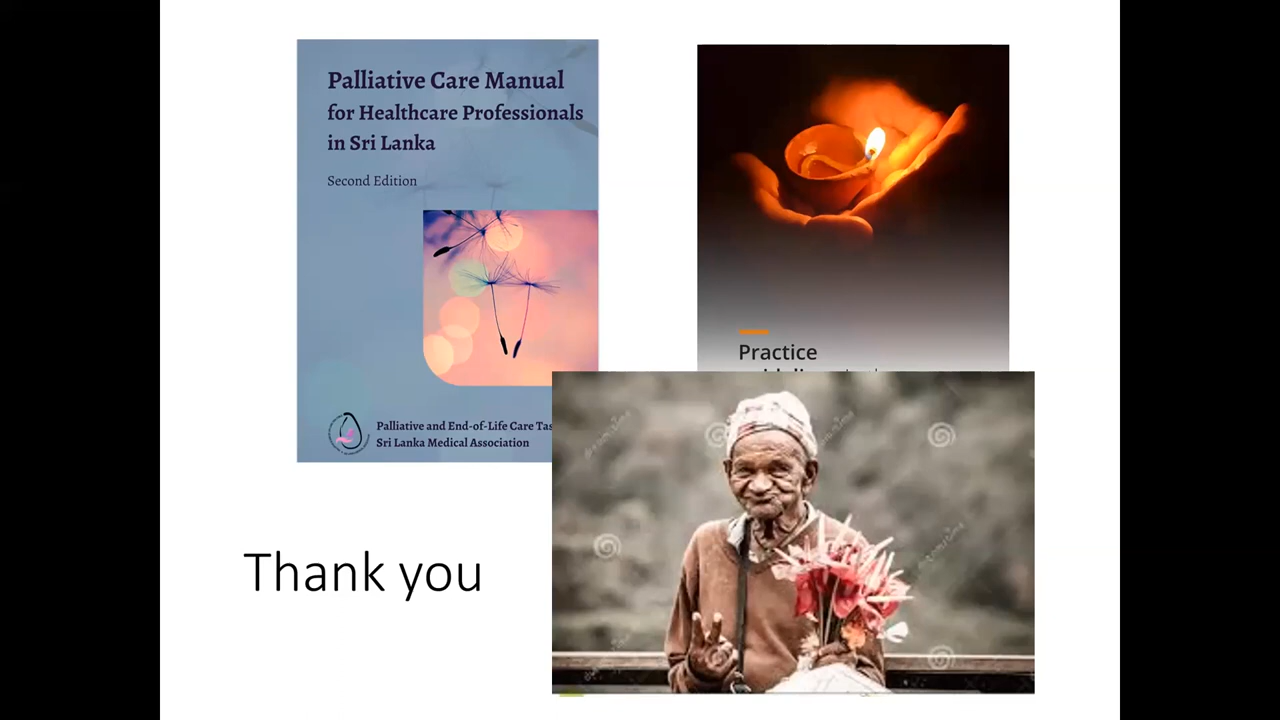 Palliative Care Manual
for Healthcare Professionals
in Sri Lanka
Second Edition
Palliative and End-of-Life Care
Sri Lanka Medical Association
Practice
Thank you